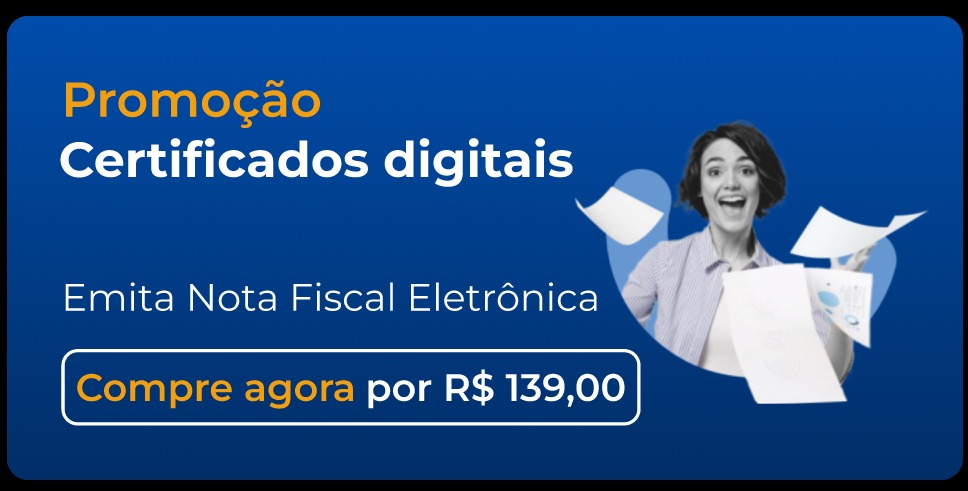 Promoção
Certificados digitais
Emita Nota Fiscal Eletrônica
Compre agora por R$ 139,00